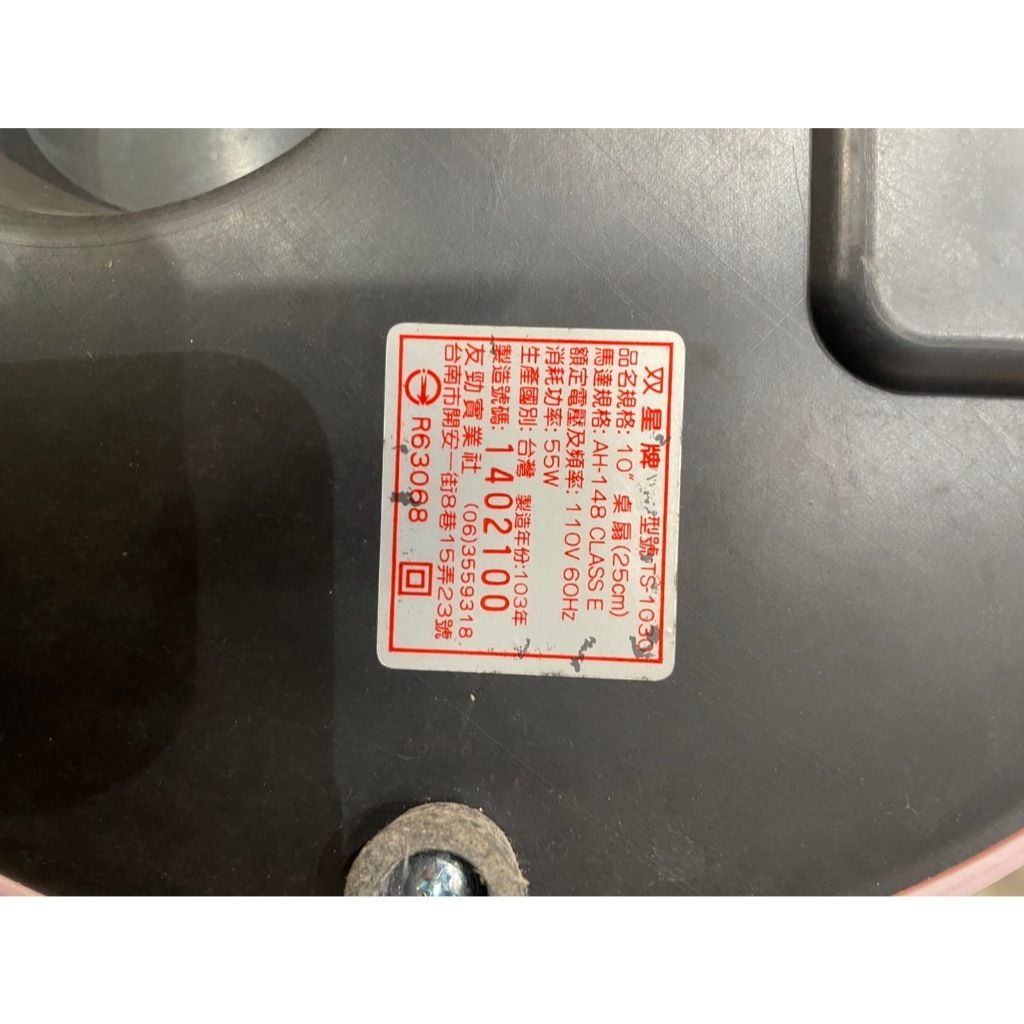 双星牌 型號TS-1030
品名規格: 10" 桌扇(25cm)
馬達規格: AH-148 CLASS E
額定電壓及頻率: 110V 60Hz
消耗功率: 55W
生產國別: 台灣 製造年份:103年
製造號碼: 1402100
友勁實業社 (06)3559318
台南市開安一街8巷15弄23號
R63068